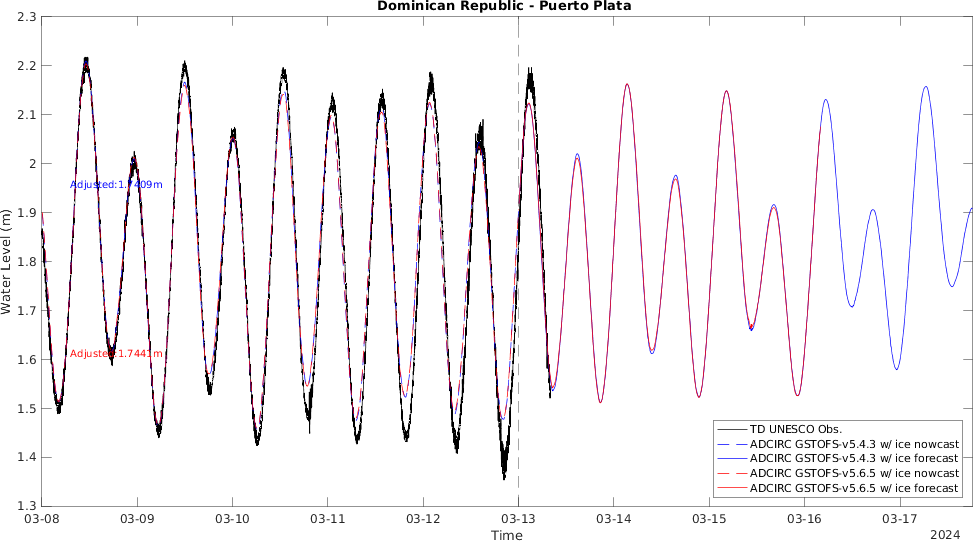 Dominican Republic - Puerto Plata
Water Level (m)
2.3
2.2
2.1
2
1.9
1.8
1.7
1.6
1.5
1.4
1.3
Adjusted:1.7409m
Adjusted:1.7441m
TD UNESCO Obs.
ADCIRC GSTOFS-v5.4.3 w/ ice nowcast
ADCIRC GSTOFS-v5.4.3 w/ ice forecast
ADCIRC GSTOFS-v5.6.5 w/ ice nowcast
ADCIRC GSTOFS-v5.6.5 w/ ice forecast
03-08 03-09 03-10 03-11 03-12 03-13 03-14 03-15 03-16 03-17
Time
2024